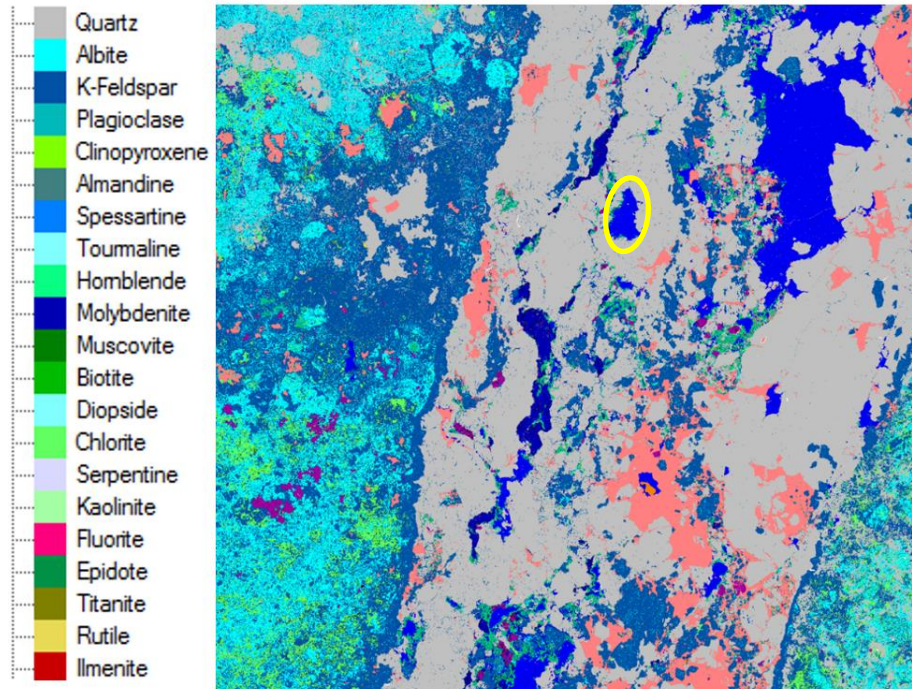 Quartz
Albite
K-Feldspar
Plagioclase
Clinopyroxene
Almandine
Spessartine
Tourmaline
Hornblende
Molybdenite
Muscovite
Biotite
Diopside
Chlorite
Serpentine
Kaolinite
Fluorite
Epidote
Titanite
Rutile
Ilmenite